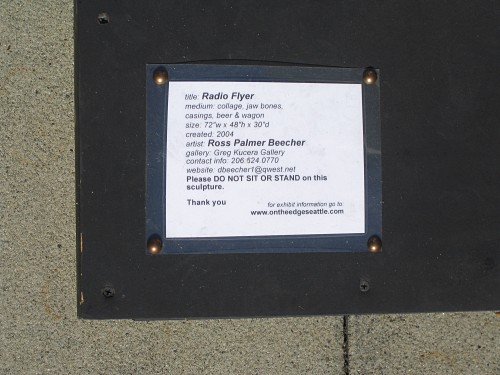 title: Radio Flyer
medium: collage, jaw bones,
casings, beer & wagon
size: 72"w x 48"h x 30"d
created: 2004
artist: Ross Palmer Beecher
gallery: Greg Kucera Gallery
contact info: 206.624.0770
website: dbeecher1@qwest.net
Please DO NOT SIT OR STAND on this
sculpture.
Thank you
for exhibit information go to:
www.ontheedgeseattle.com